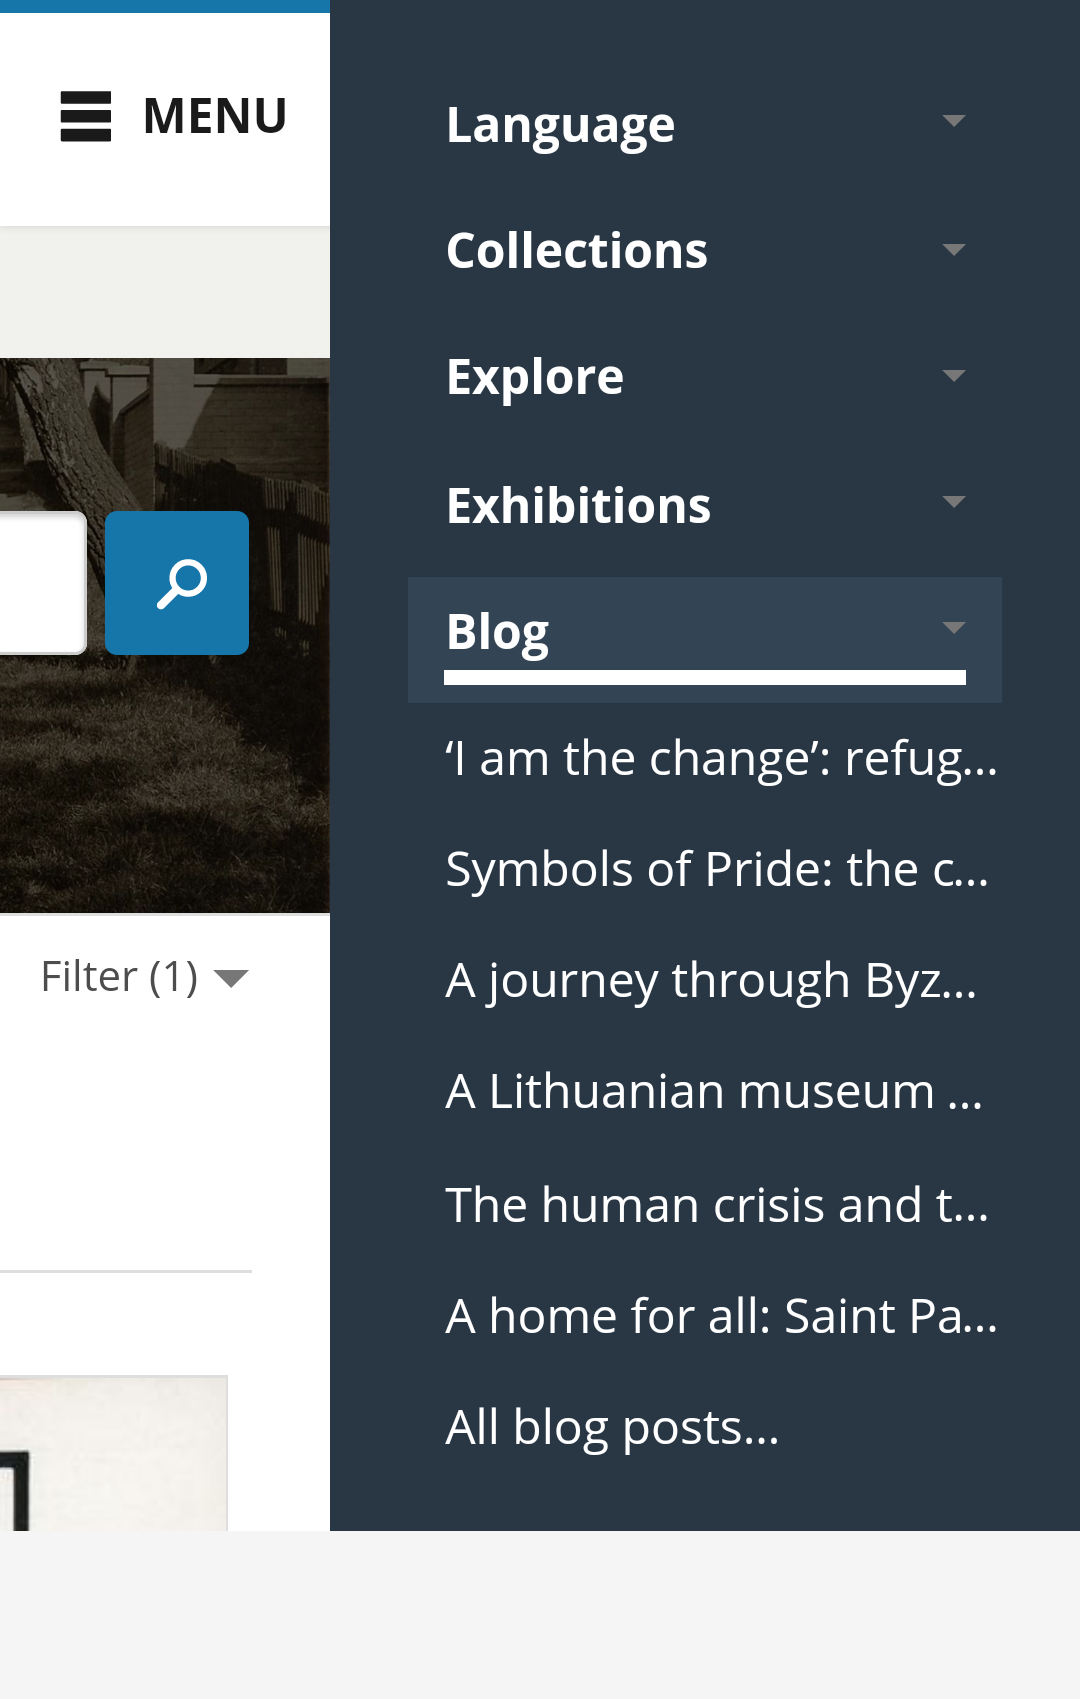 MENU
Filter (1)
Language
Collections
Explore
Exhibitions
Blog
‘I am the change’: refug...
Symbols of Pride: the c...
A journey through Byz...
A Lithuanian museum ...
The human crisis and t...
A home for all: Saint Pa...
All blog posts...